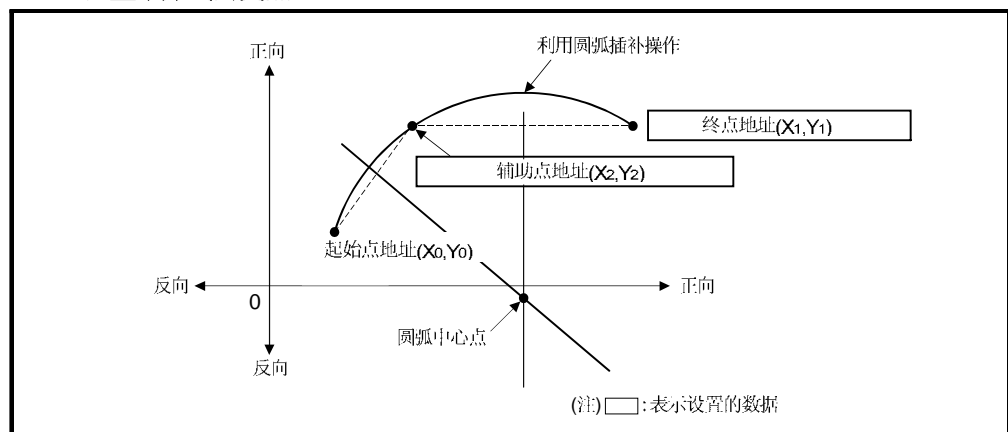 正向
利用圆弧插补操作
终点地址(X1,Y1)
辅助点地址(X2,Y2)
起始点地址(X0,Y0)
反向
0
正向
圆弧中心点
反向
(注) :表示设置的数据